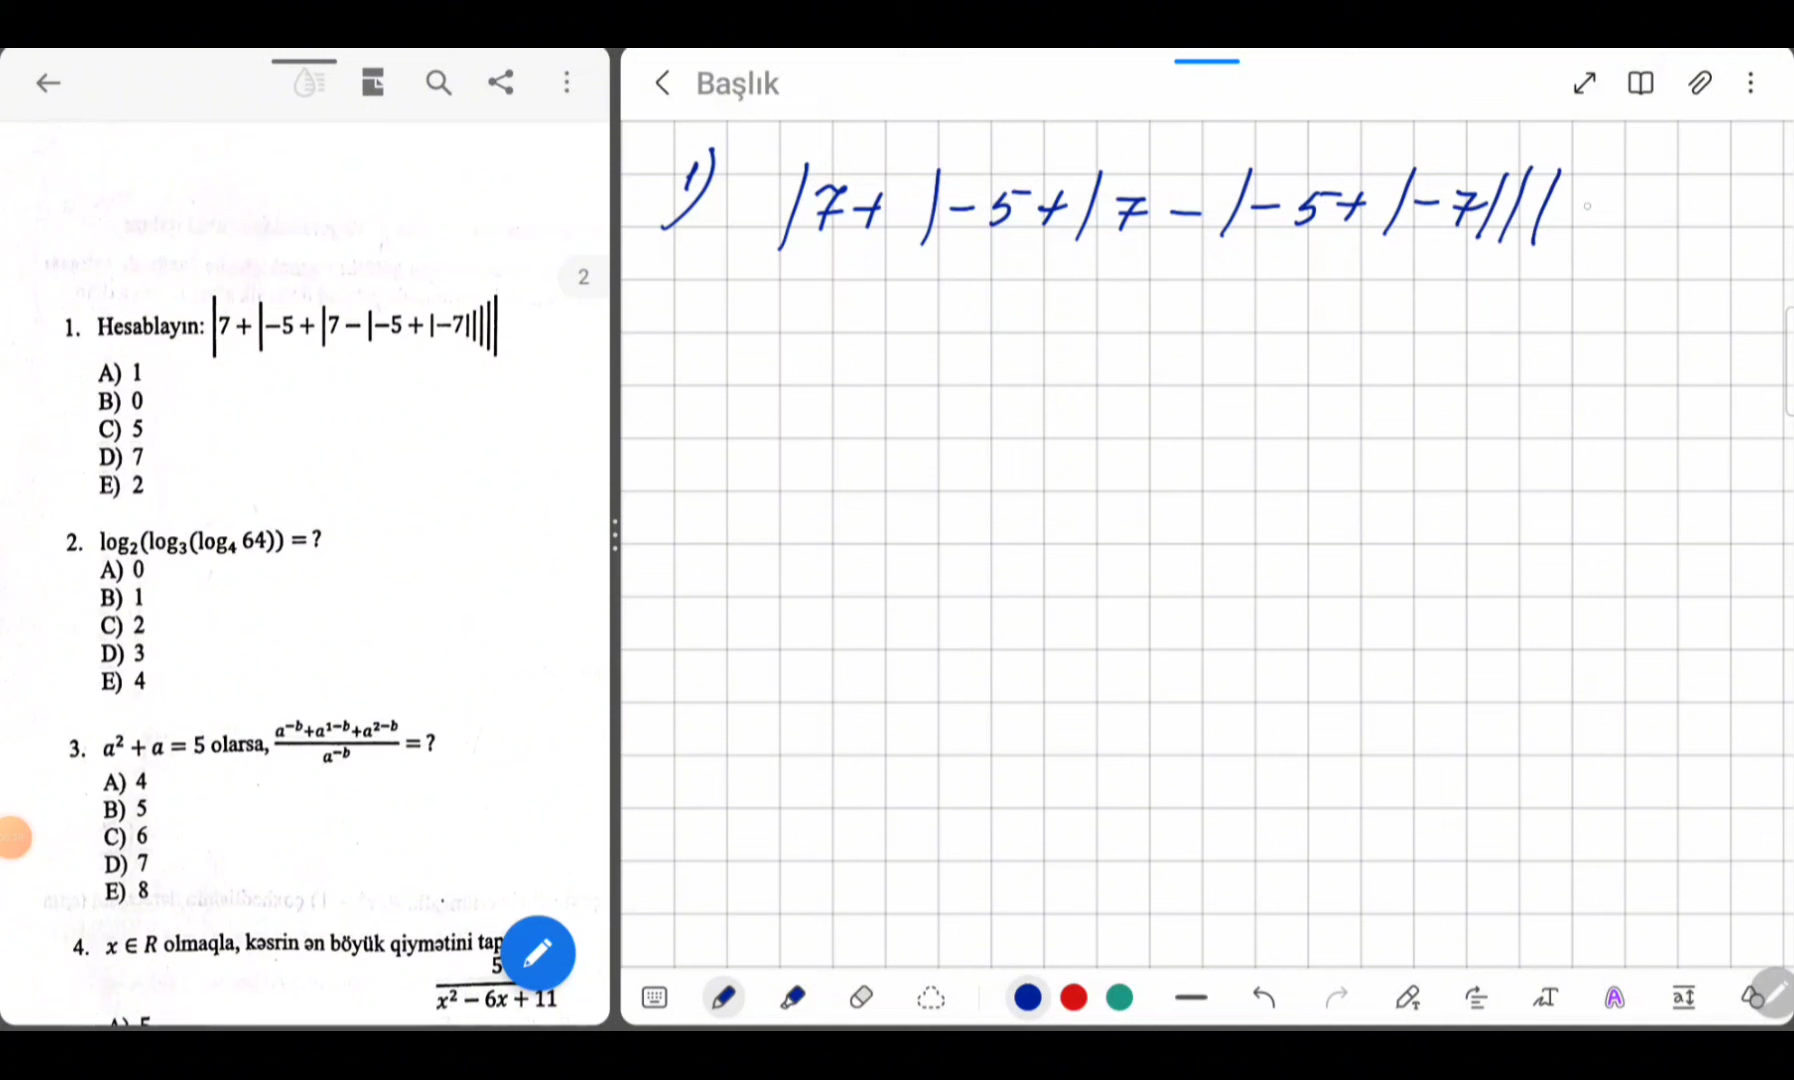 Başlık
2
1. Hesablayın: |7 + |−5 + |7 − |−5 + |−7|||||
A) 1
B) 0
C) 5
D) 7
E) 2
2. log₂(log₃(log₄ 64)) = ?
A) 0
B) 1
C) 2
D) 3
E) 4
3. a² + a = 5 olarsa, (a⁻ᵇ+a¹⁻ᵇ+a²⁻ᵇ)/a⁻ᵇ = ?
A) 4
B) 5
C) 6
D) 7
E) 8
4. x ∈ R olmaqla, kəsrin ən böyük qiymətini
5
x² − 6x + 11
1) |7 + |−5 + |7 − |−5 + |−7||||